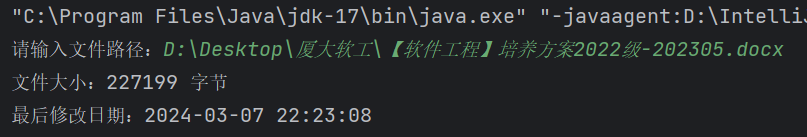 "C:\Program Files\Java\jdk-17\bin\java.exe" "-javaagent:D:\Intelli
请输入文件路径：D:\Desktop\厦大软工\【软件工程】培养方案2022级-202305.docx
文件大小：227199 字节
最后修改日期：2024-03-07 22:23:08